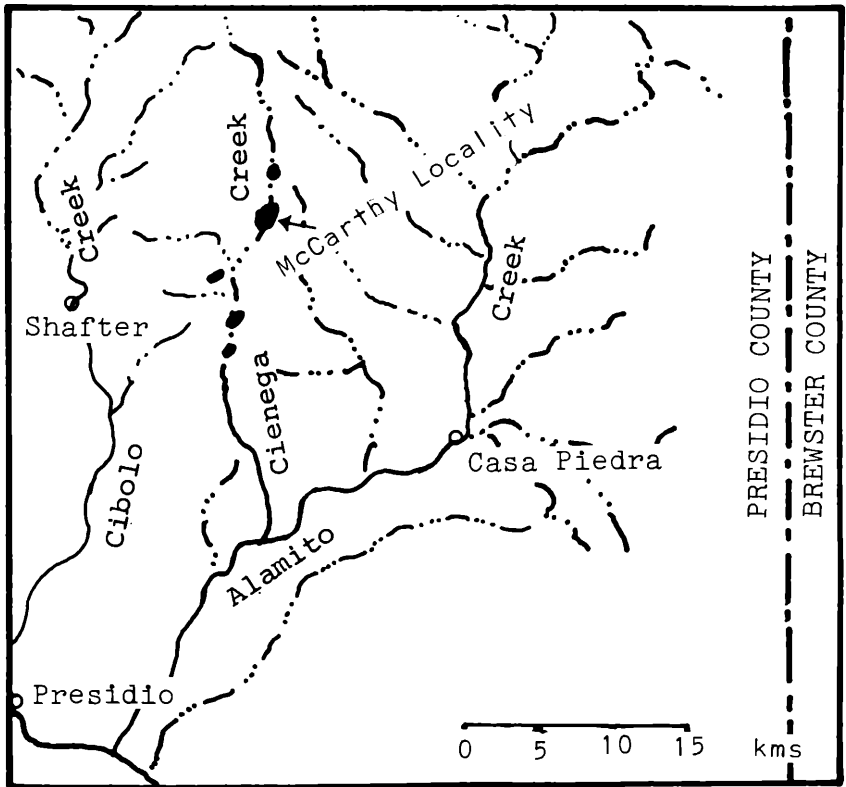 Creek
McCarthy Locality
Creek
Creek
Shafter
PRESIDIO COUNTY
BREWSTER COUNTY
Cienega
Casa Piedra
Cibolo
Alamito
Presidio
0 5 10 15 kms